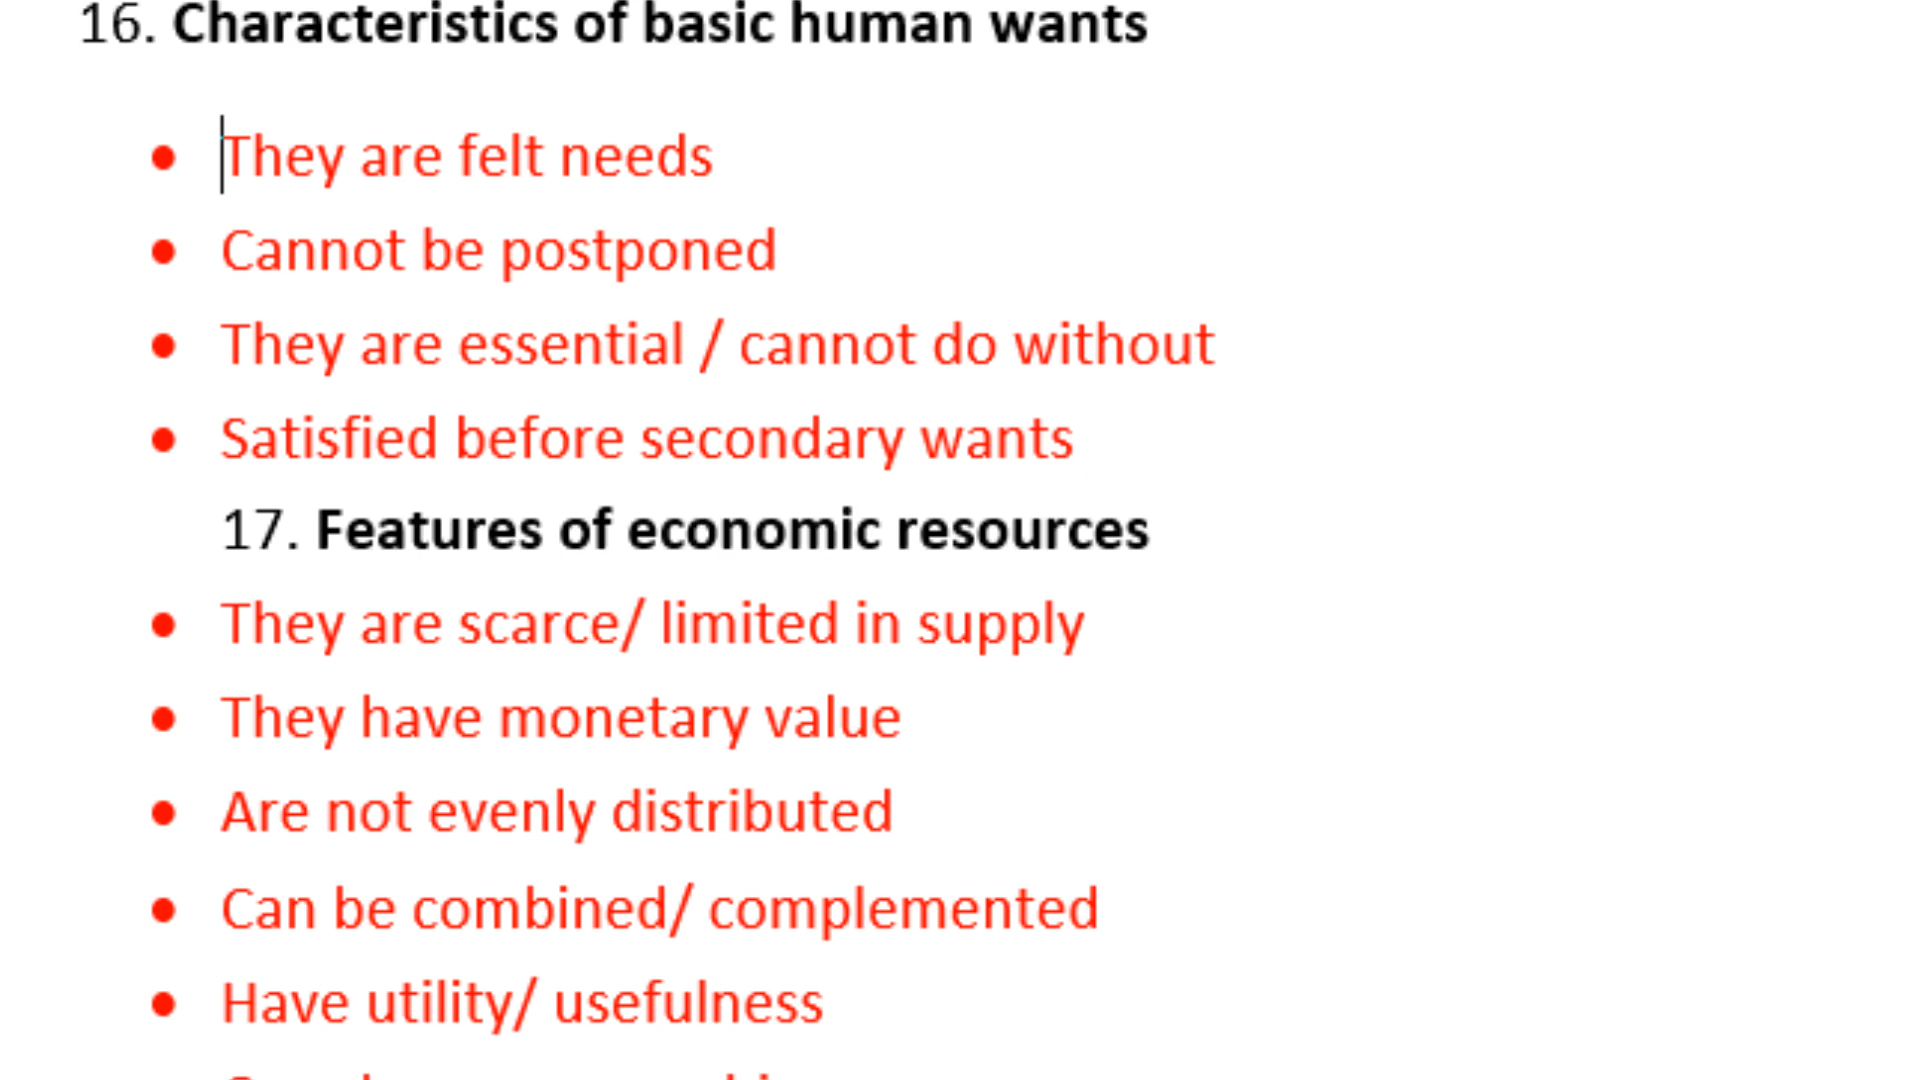 16. Characteristics of basic human wants
• They are felt needs
• Cannot be postponed
• They are essential / cannot do without
• Satisfied before secondary wants
17. Features of economic resources
• They are scarce/ limited in supply
• They have monetary value
• Are not evenly distributed
• Can be combined/ complemented
• Have utility/ usefulness